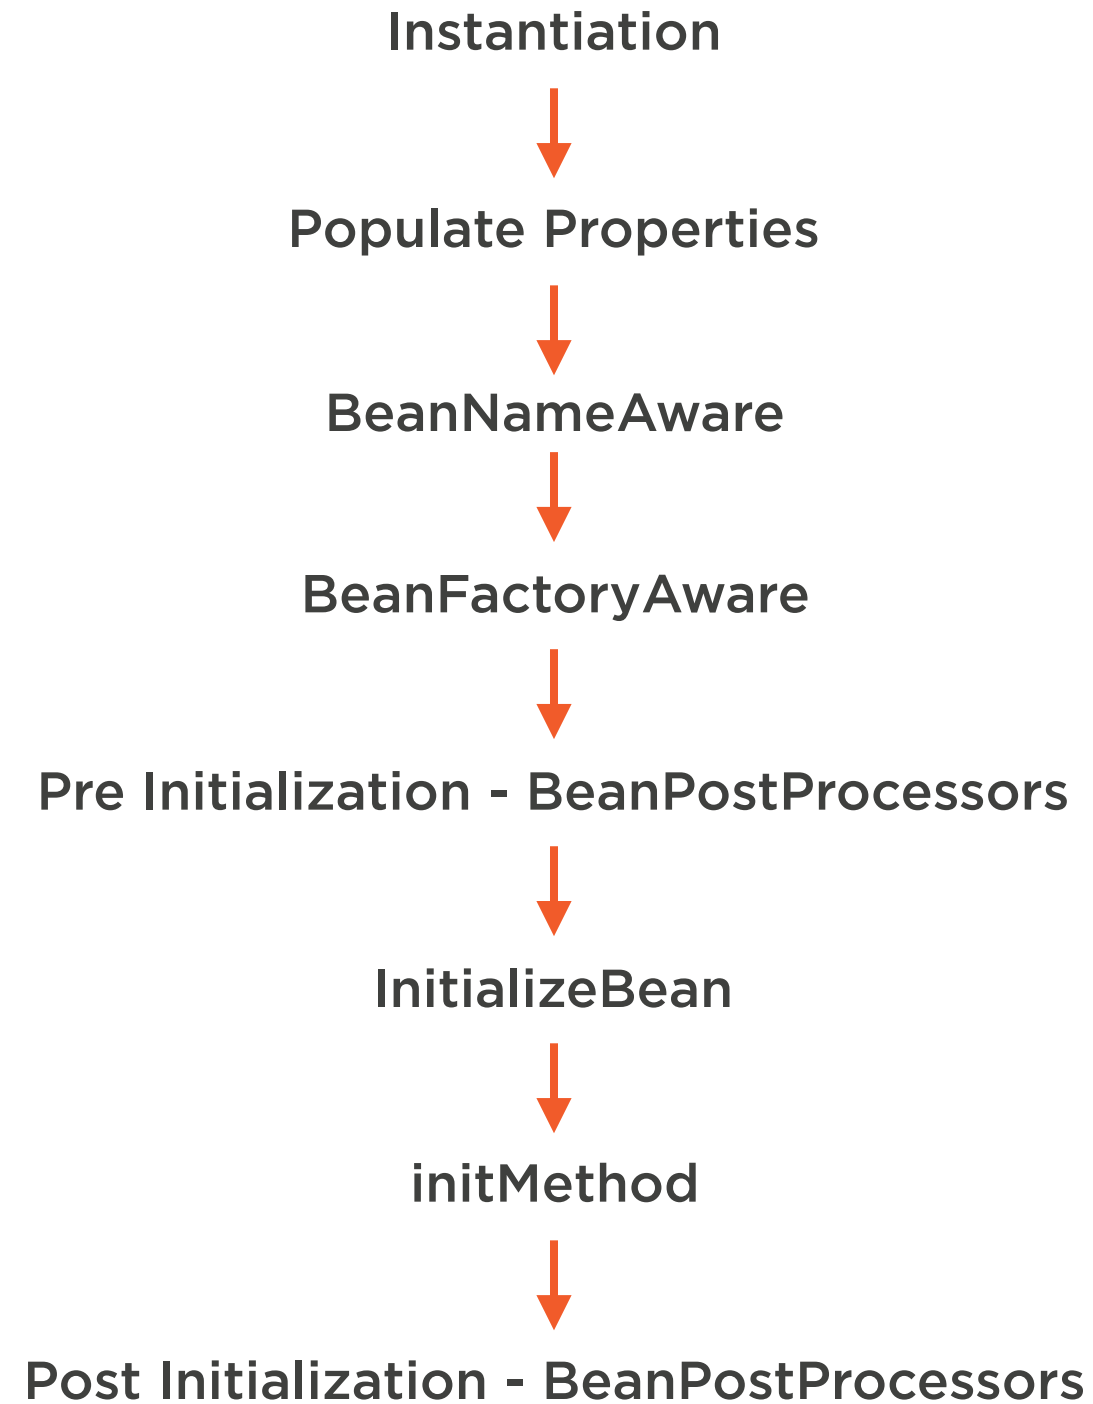 Instantiation
Populate Properties
BeanNameAware
BeanFactoryAware
Pre Initialization - BeanPostProcessors
InitializeBean
initMethod
Post Initialization - BeanPostProcessors